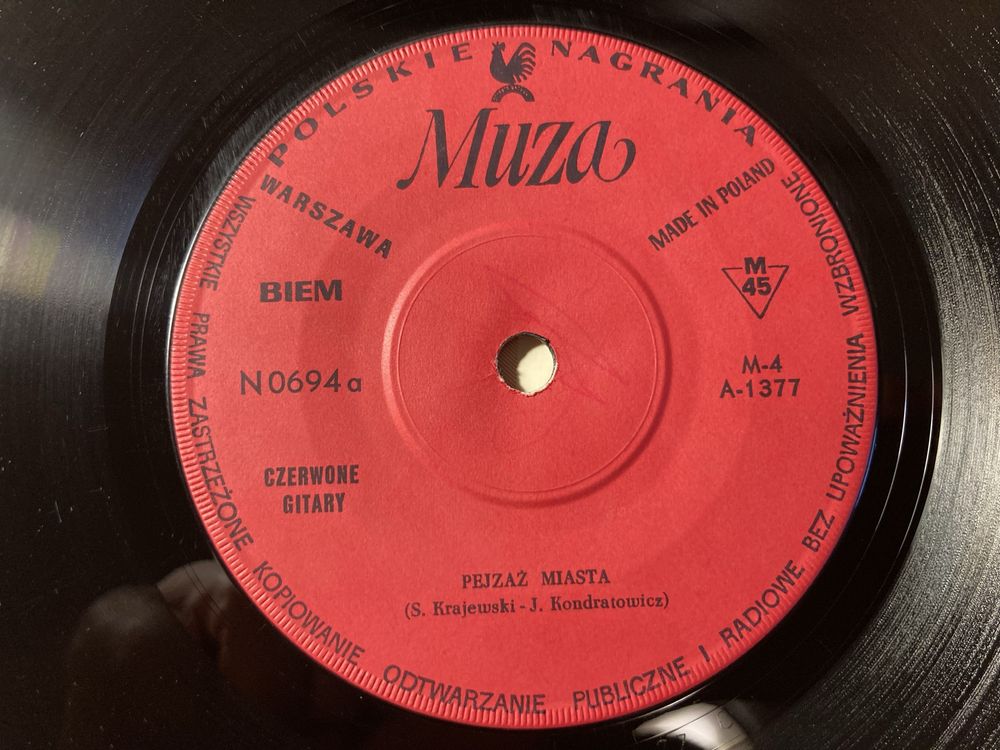 POLSKIE NAGRANIA
Muza
WARSZAWA
MADE IN POLAND
BIEM
M
45
N0694a
M-4
A-1377
CZERWONE
GITARY
PEJZAŻ MIASTA
(S. Krajewski - J. Kondratowicz)
WSZYSTKIE PRAWA ZASTRZEŻONE KOPIOWANIE ODTWARZANIE PUBLICZNE I RADIOWE BEZ UPOWAŻNIENIA WZBRONIONE